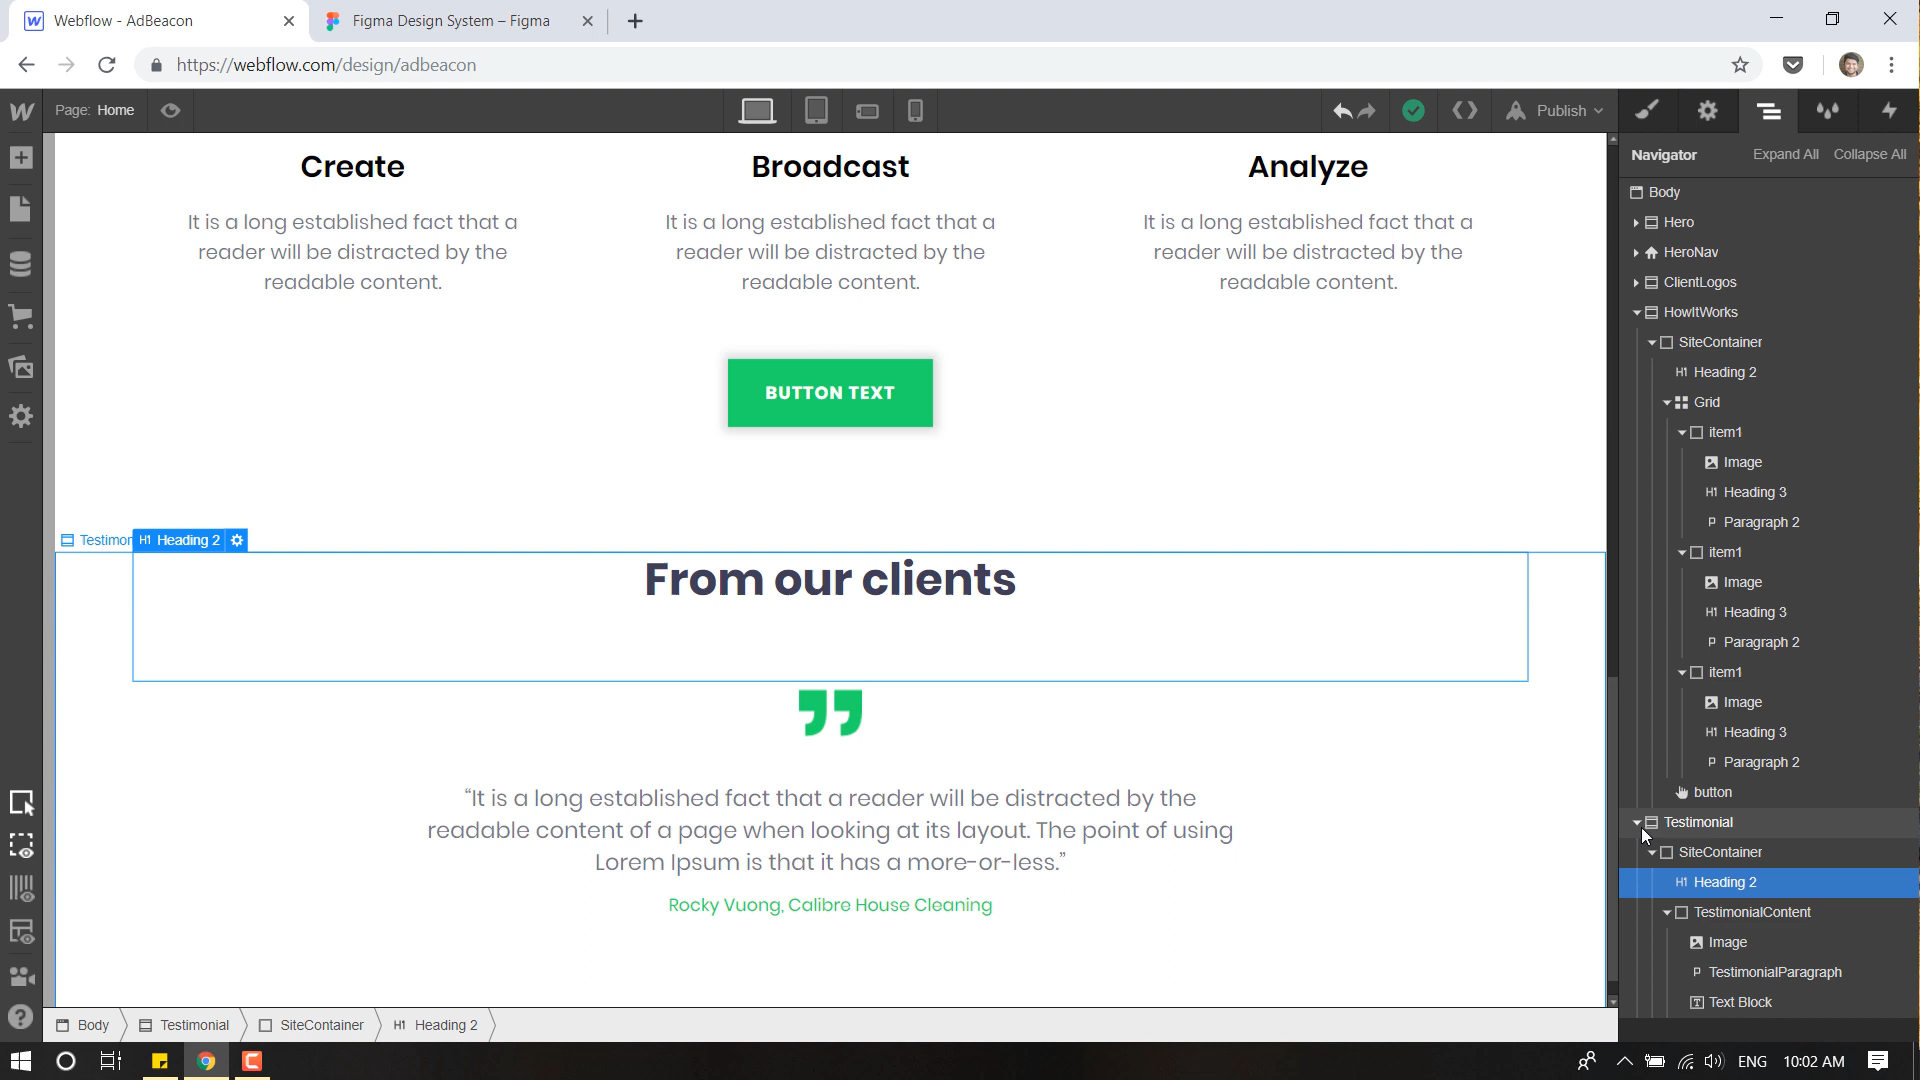 Webflow - AdBeacon
Figma Design System – Figma
https://webflow.com/design/adbeacon
Page: Home
Publish
Navigator
Expand All
Collapse All
Create
Broadcast
Analyze
It is a long established fact that a
reader will be distracted by the
readable content.
It is a long established fact that a
reader will be distracted by the
readable content.
It is a long established fact that a
reader will be distracted by the
readable content.
BUTTON TEXT
Testimon
H1 Heading 2
From our clients
“It is a long established fact that a reader will be distracted by the
readable content of a page when looking at its layout. The point of using
Lorem Ipsum is that it has a more-or-less.”
Rocky Vuong, Calibre House Cleaning
Body
Hero
HeroNav
ClientLogos
HowItWorks
SiteContainer
H1 Heading 2
Grid
item1
Image
H1 Heading 3
P Paragraph 2
item1
Image
H1 Heading 3
P Paragraph 2
item1
Image
H1 Heading 3
P Paragraph 2
button
Testimonial
SiteContainer
H1 Heading 2
TestimonialContent
Image
P TestimonialParagraph
T Text Block
Body
Testimonial
SiteContainer
H1 Heading 2
ENG
10:02 AM